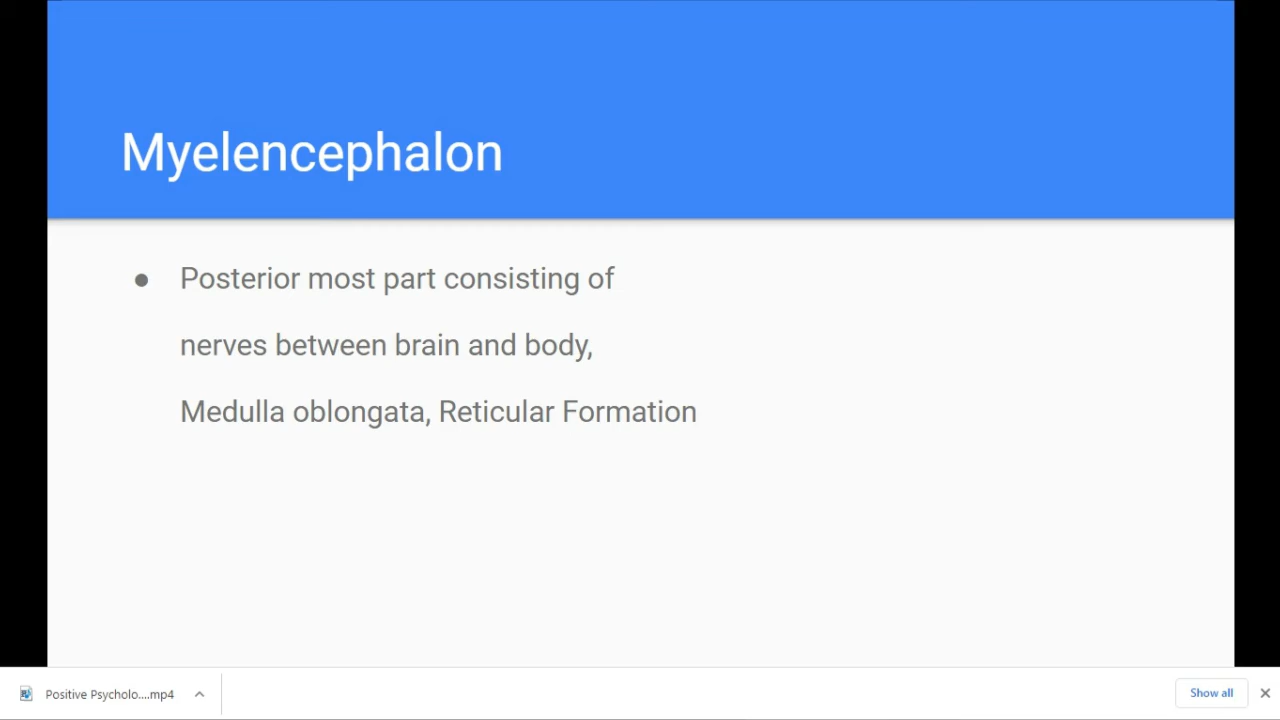 Myelencephalon
● Posterior most part consisting of
nerves between brain and body,
Medulla oblongata, Reticular Formation
Positive Psycholo....mp4
Show all